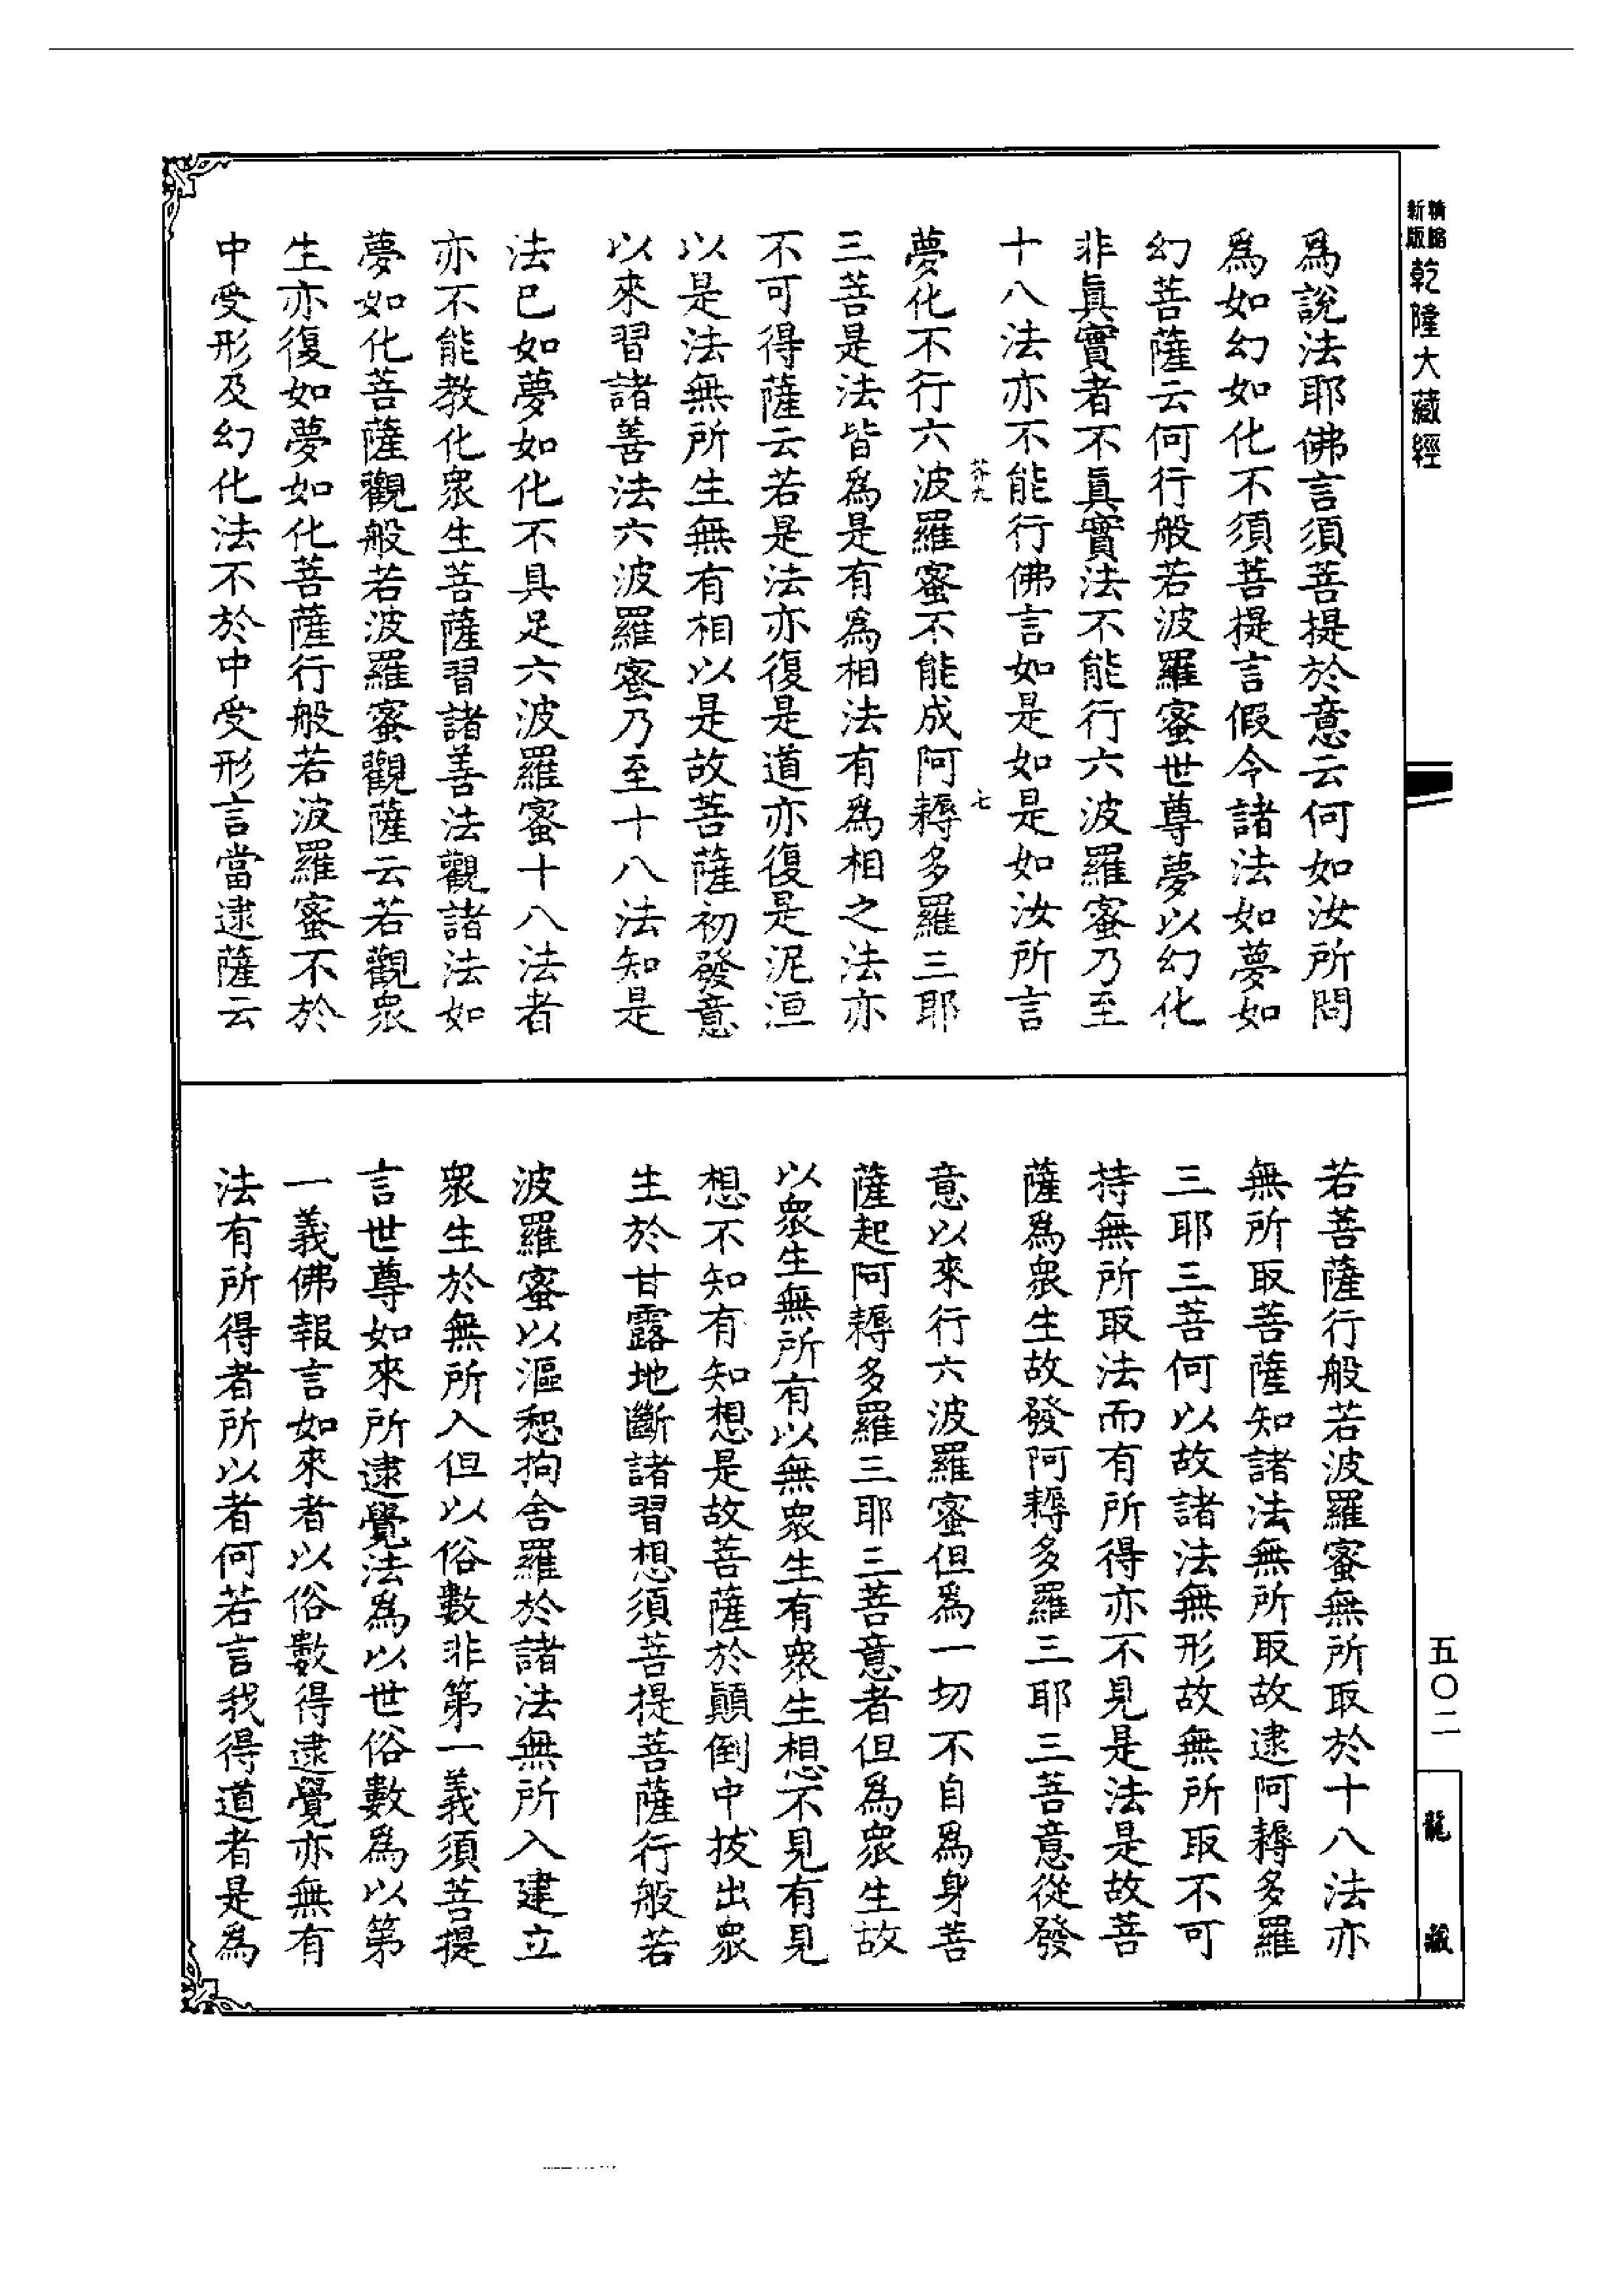 精略新版乾隆大藏經
爲說法耶佛言須菩提於意云何如汝所問
爲如幻如化不須菩提言假令諸法如夢如
幻菩薩云何行般若波羅蜜世尊夢以幻化
非眞實者不眞實法不能行六波羅蜜乃至
十八法亦不能行佛言如是如是如汝所言
芥九 七
夢化不行六波羅蜜不能成阿耨多羅三耶
三菩是法皆爲是有爲相法有爲相之法亦
不可得薩云若是法亦復是道亦復是泥洹
以是法無所生無有相以是故菩薩初發意
以來習諸善法六波羅蜜乃至十八法知是
法已如夢如化不具足六波羅蜜十八法者
亦不能教化衆生菩薩習諸善法觀諸法如
夢如化菩薩觀般若波羅蜜觀薩云若觀衆
生亦復如夢如化菩薩行般若波羅蜜不於
中受形及幻化法不於中受形言當逮薩云
若菩薩行般若波羅蜜無所取於十八法亦
無所取菩薩知諸法無所取故逮阿耨多羅
三耶三菩何以故諸法無形故無所取不可
持無所取法而有所得亦不見是法是故菩
薩爲衆生故發阿耨多羅三耶三菩意從發
意以來行六波羅蜜但爲一切不自爲身菩
薩起阿耨多羅三耶三菩意者但爲衆生故
以衆生無所有以無衆生有衆生想不見有見
想不知有知想是故菩薩於顚倒中拔出衆
生於甘露地斷諸習想須菩提菩薩行般若
波羅蜜以漚惒拘舍羅於諸法無所入建立
衆生於無所入但以俗數非第一義須菩提
言世尊如來所逮覺法爲以世俗數爲以第
一義佛報言如來者以俗數得逮覺亦無有
法有所得者所以者何若言我得道者是爲
五〇二
龍藏